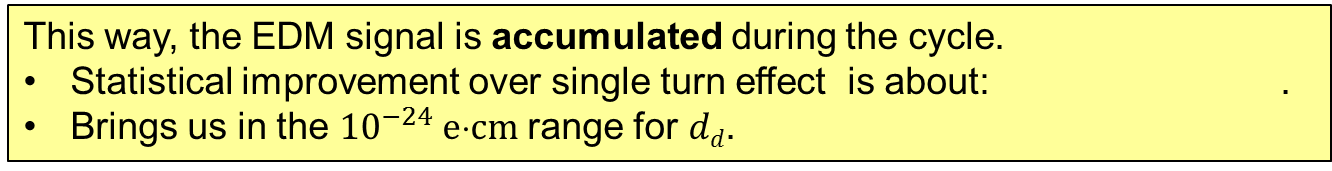 This way, the EDM signal is accumulated during the cycle.
• Statistical improvement over single turn effect  is about: .
• Brings us in the 10⁻²⁴ e·cm range for d_d.